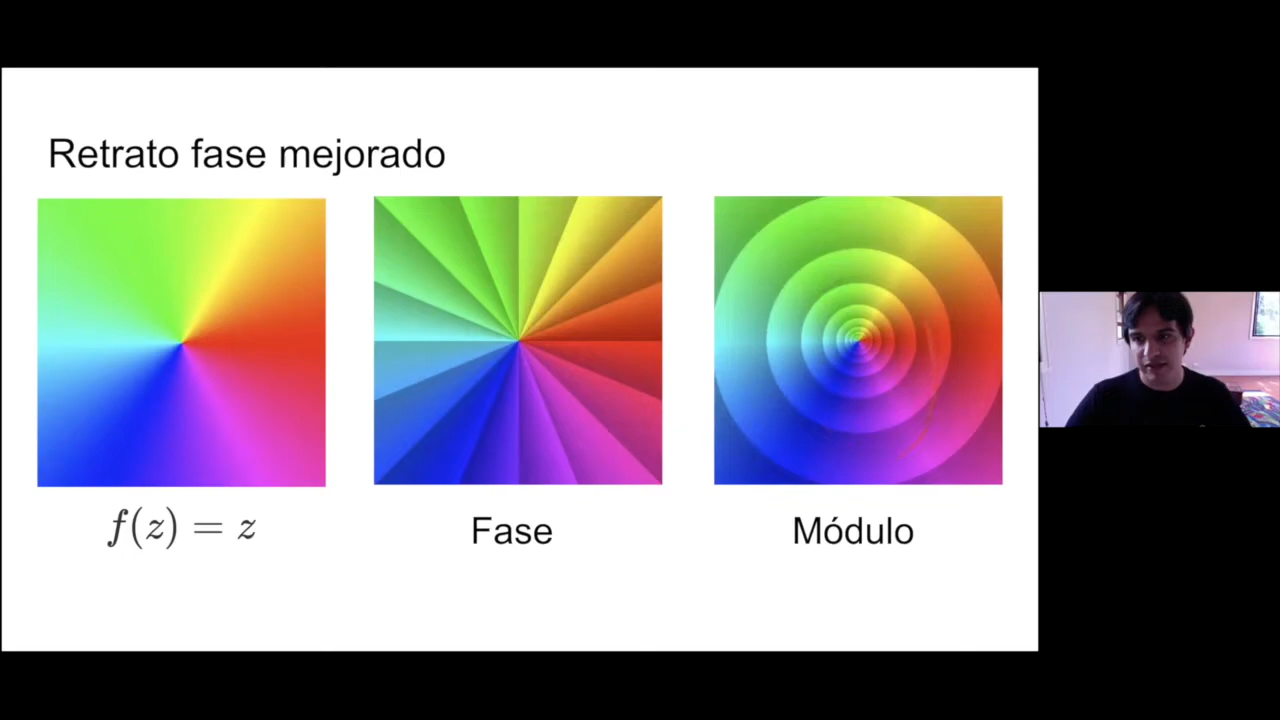 Retrato fase mejorado
f(z) = z
Fase
Módulo